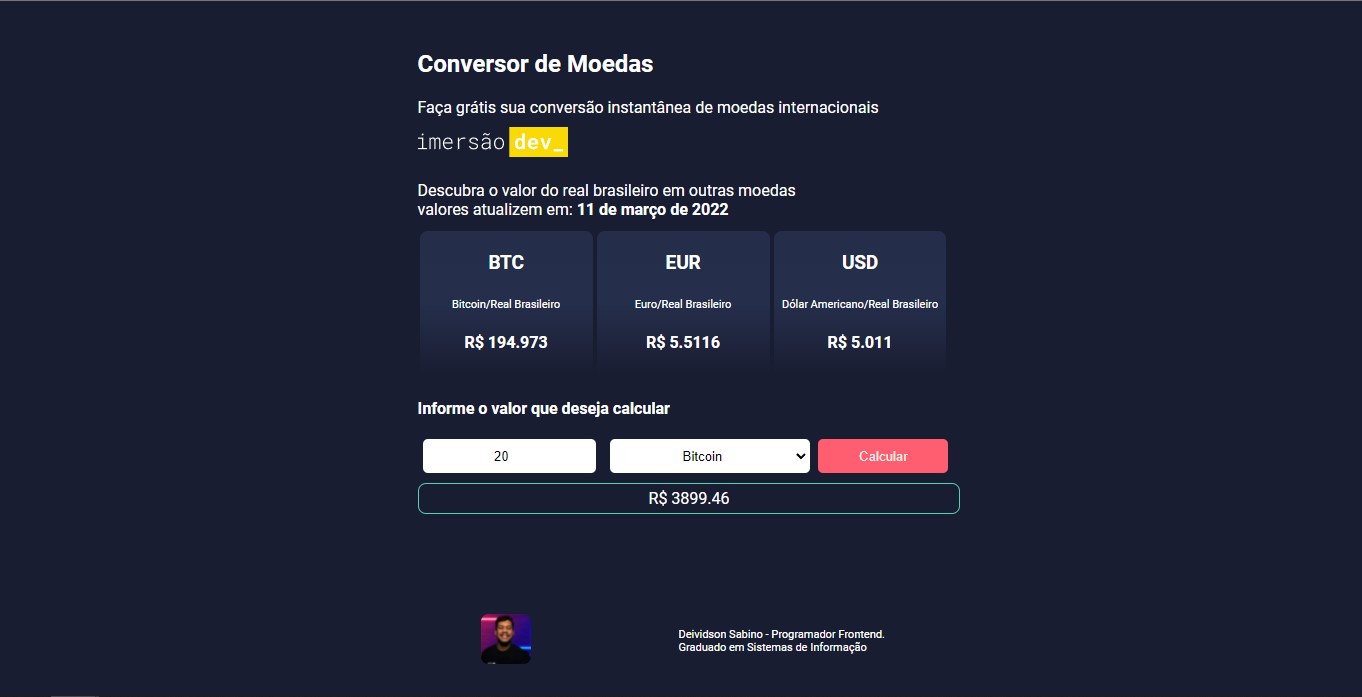 Conversor de Moedas
Faça grátis sua conversão instantânea de moedas internacionais
imersão dev_
Descubra o valor do real brasileiro em outras moedas
valores atualizem em: 11 de março de 2022
BTC
Bitcoin/Real Brasileiro
R$ 194.973
EUR
Euro/Real Brasileiro
R$ 5.5116
USD
Dólar Americano/Real Brasileiro
R$ 5.011
Informe o valor que deseja calcular
20
Bitcoin
Calcular
R$ 3899.46
Deividson Sabino - Programador Frontend.
Graduado em Sistemas de Informação